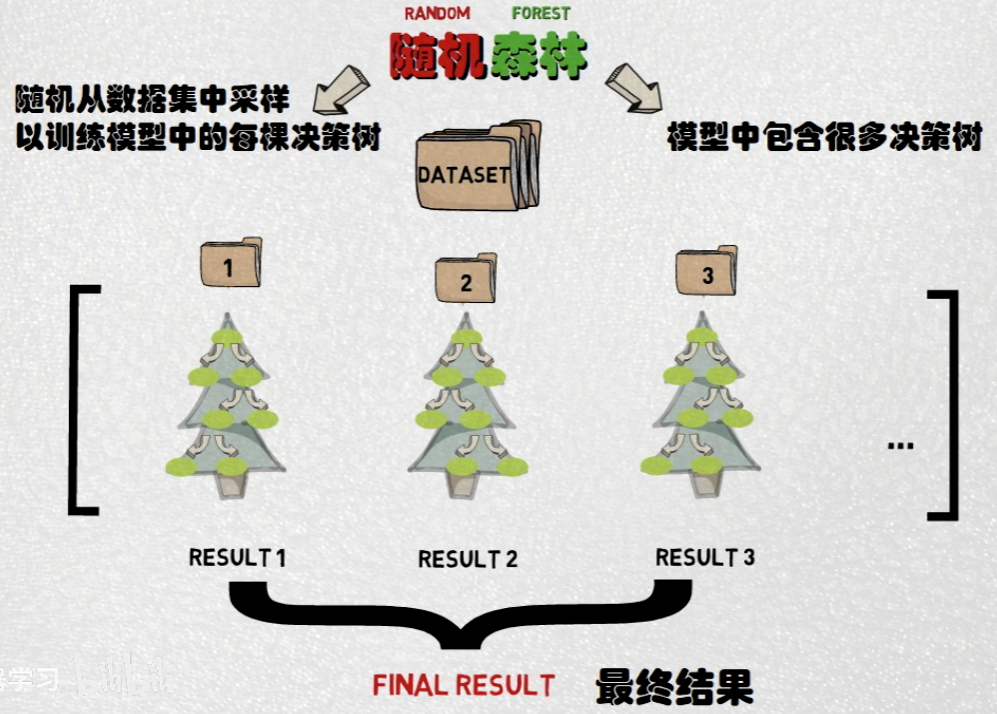 RANDOM FOREST
随机森林
随机从数据集中采样
以训练模型中的每棵决策树
模型中包含很多决策树
DATASET
1
2
3
...
RESULT 1
RESULT 2
RESULT 3
FINAL RESULT 最终结果
学习